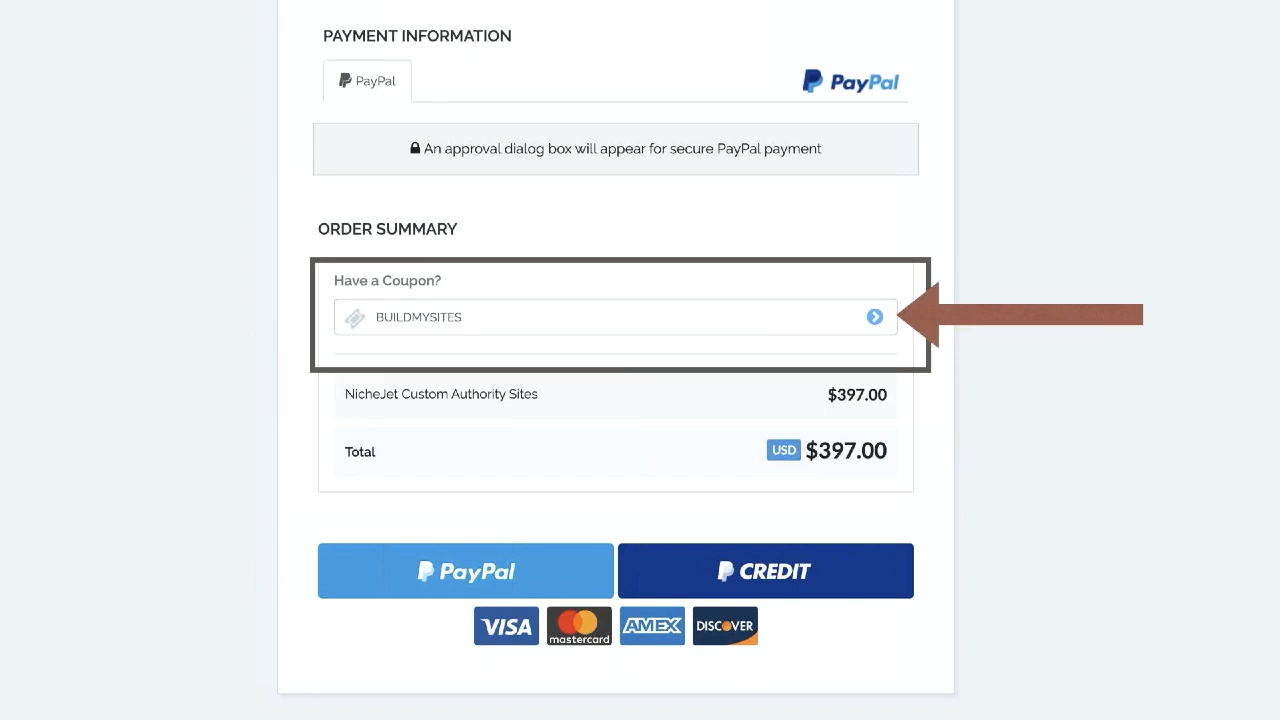 PAYMENT INFORMATION
PayPal
PayPal
An approval dialog box will appear for secure PayPal payment
ORDER SUMMARY
Have a Coupon?
BUILDMYSITES
NicheJet Custom Authority Sites $397.00
Total USD $397.00
PayPal CREDIT
VISA mastercard AMEX DISCOVER